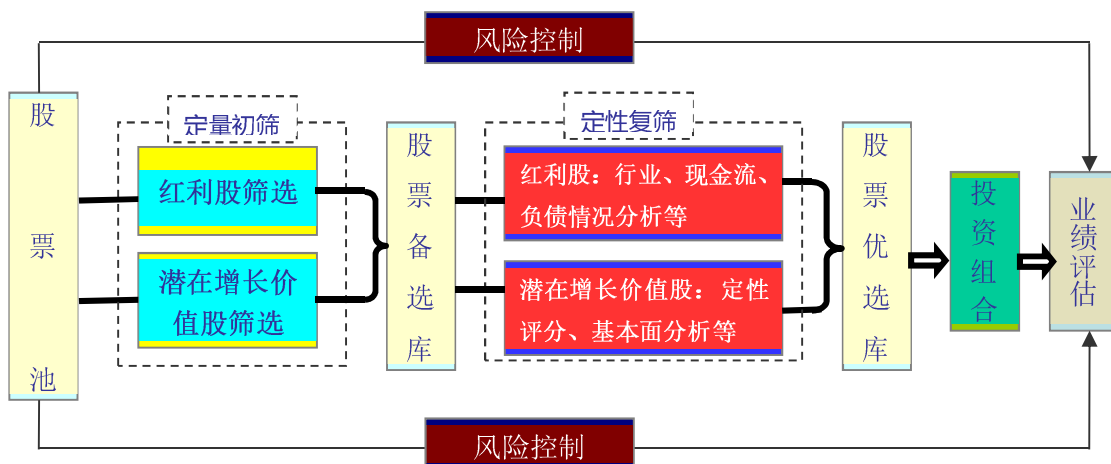 风险控制
股票池
定量初筛
红利股筛选
潜在增长价
值股筛选
股票备选库
定性复筛
红利股：行业、现金流、
负债情况分析等
潜在增长价值股：定性
评分、基本面分析等
股票优选库
投资组合
业绩评估
风险控制